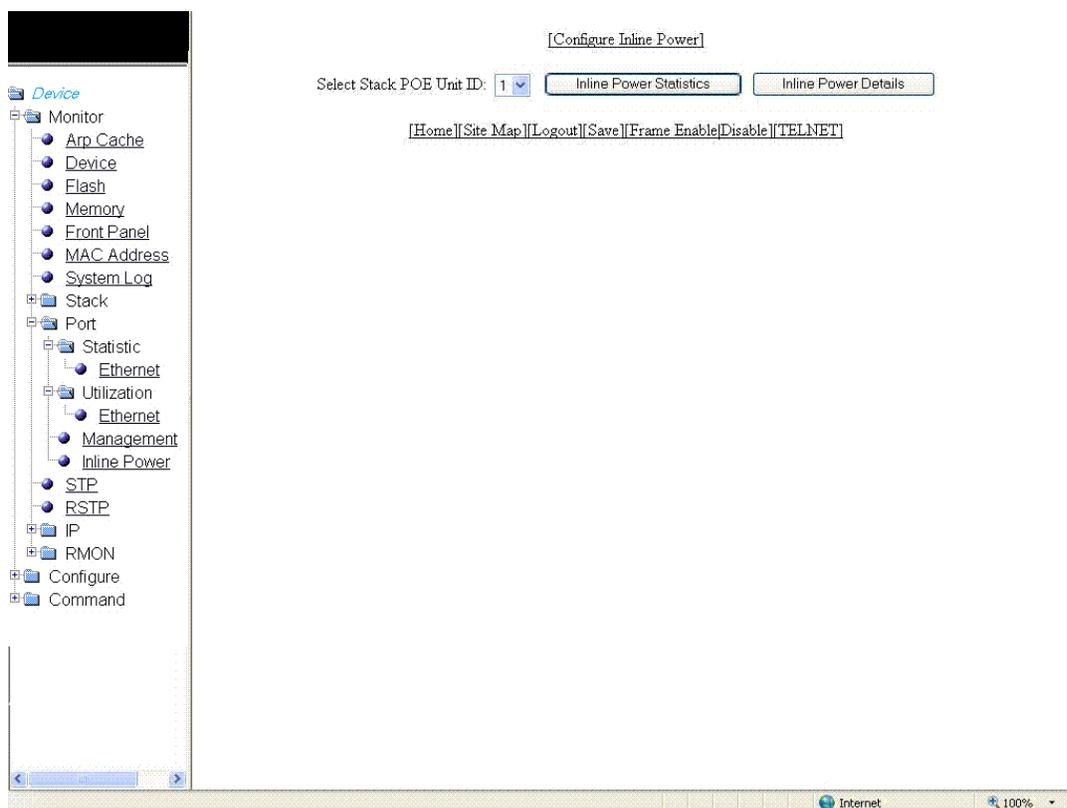 [Configure Inline Power]
Select Stack POE Unit ID: 1 Inline Power Statistics Inline Power Details
[Home][Site Map][Logout][Save][Frame Enable|Disable][TELNET]
Device
Monitor
Arp Cache
Device
Flash
Memory
Front Panel
MAC Address
System Log
Stack
Port
Statistic
Ethernet
Utilization
Ethernet
Management
Inline Power
STP
RSTP
IP
RMON
Configure
Command
Internet 100%